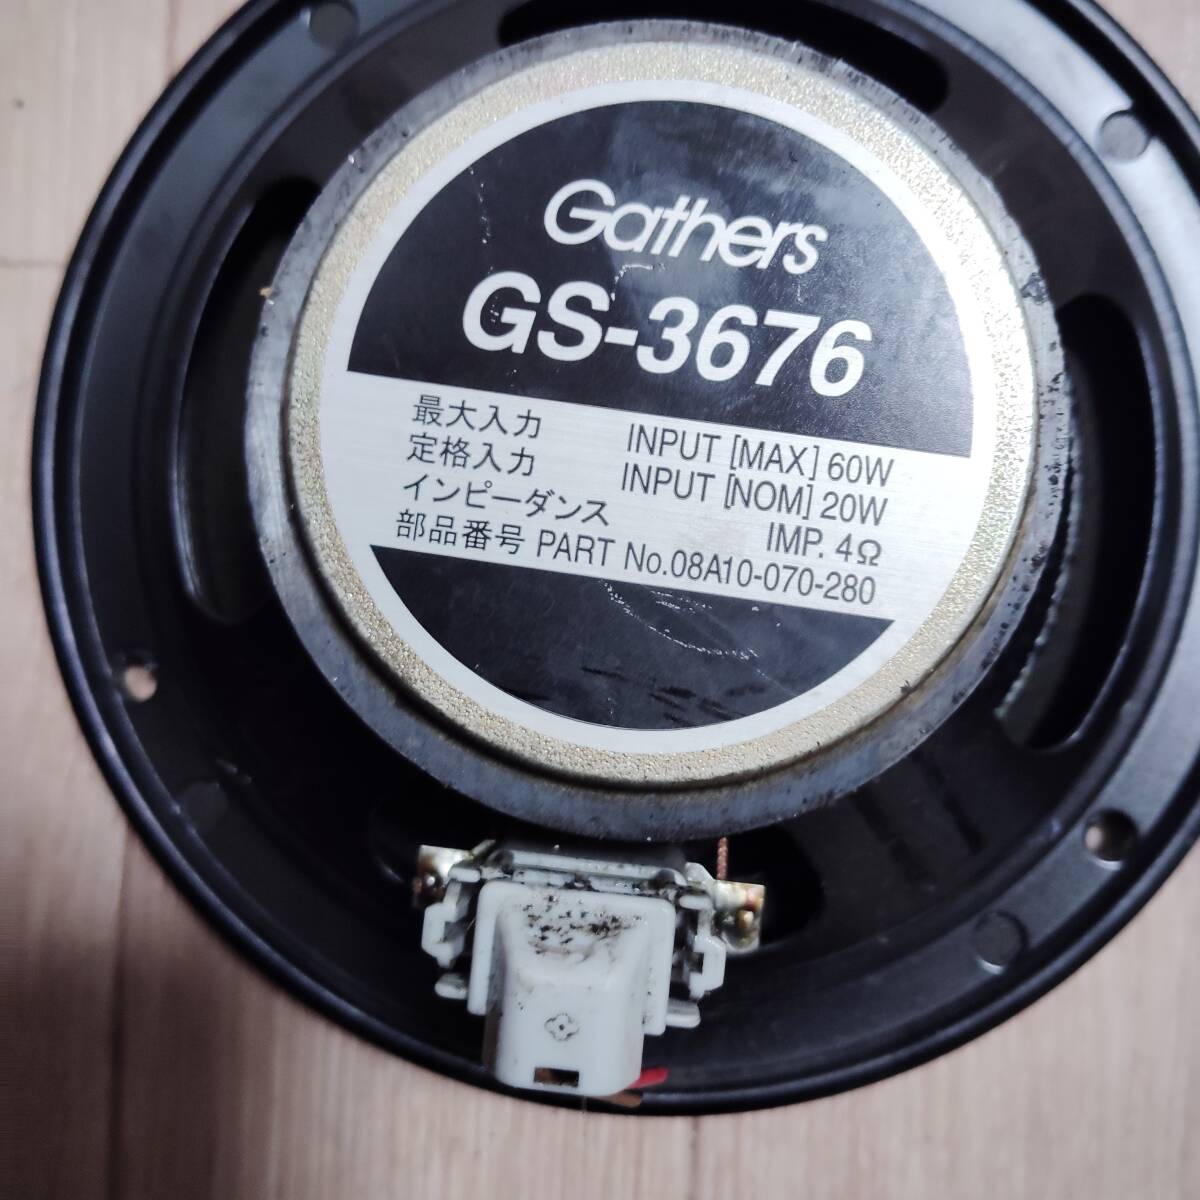 Gathers
GS-3676
最大入力 INPUT [MAX] 60W
定格入力 INPUT [NOM] 20W
インピーダンス IMP. 4Ω
部品番号 PART No.08A10-070-280